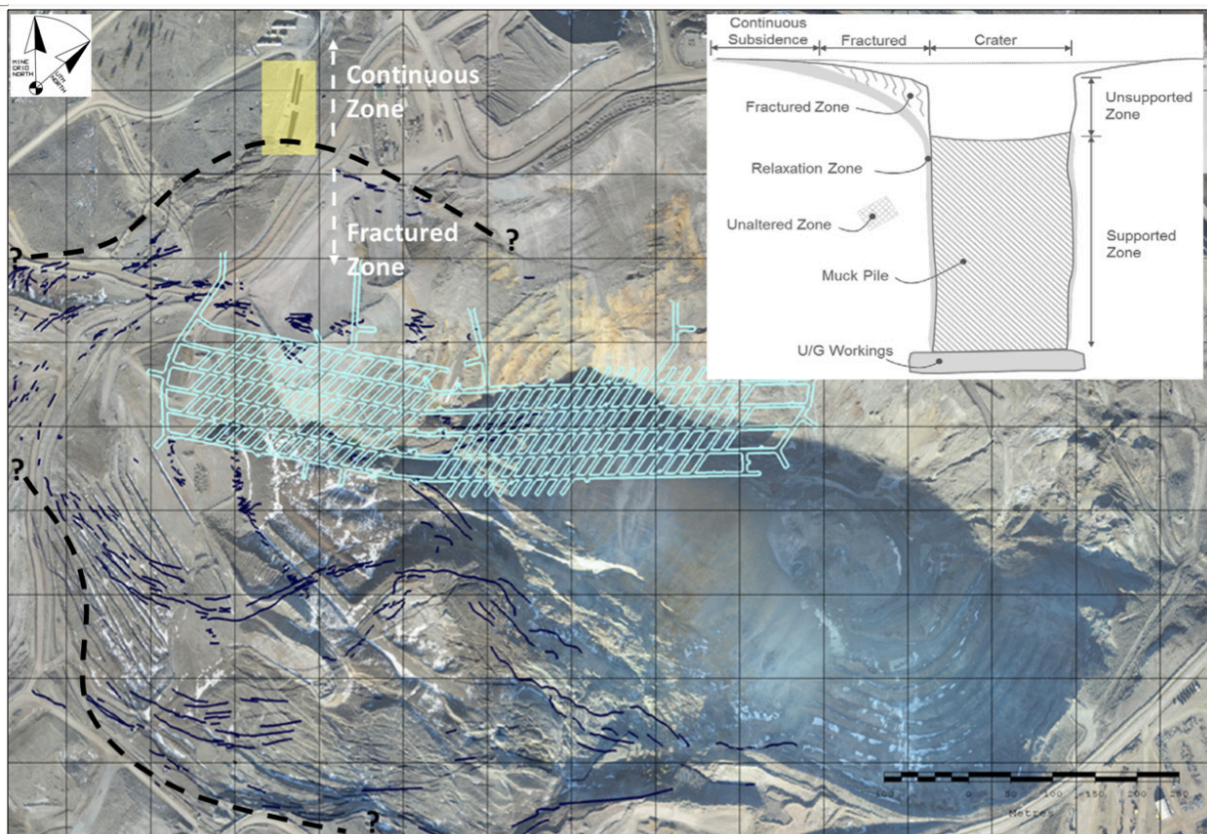 MINE
GRID
NORTH
UTM
NORTH
Continuous
Zone
Fractured
Zone
?
?
?
?
Continuous
Subsidence
Fractured
Crater
Fractured Zone
Unsupported
Zone
Relaxation Zone
Unaltered Zone
Supported
Zone
Muck Pile
U/G Workings
100 0 50 100 150 200 250
Metres